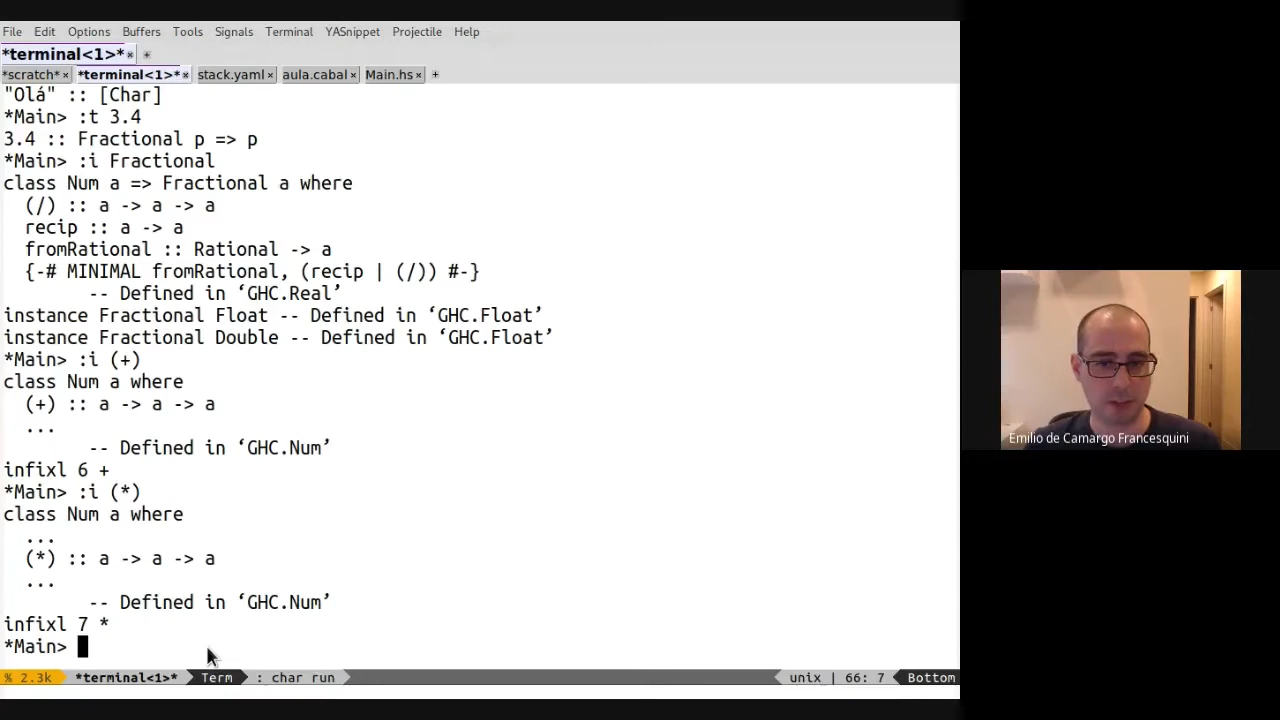 File Edit Options Buffers Tools Signals Terminal YASnippet Projectile Help
*terminal<1>* × +
*scratch* × *terminal<1>* × stack.yaml × aula.cabal × Main.hs × +
"Olá" :: [Char]
*Main> :t 3.4
3.4 :: Fractional p => p
*Main> :i Fractional
class Num a => Fractional a where
  (/) :: a -> a -> a
  recip :: a -> a
  fromRational :: Rational -> a
  {-# MINIMAL fromRational, (recip | (/)) #-}
        -- Defined in ‘GHC.Real’
instance Fractional Float -- Defined in ‘GHC.Float’
instance Fractional Double -- Defined in ‘GHC.Float’
*Main> :i (+)
class Num a where
  (+) :: a -> a -> a
  ...
        -- Defined in ‘GHC.Num’
infixl 6 +
*Main> :i (*)
class Num a where
  ...
  (*) :: a -> a -> a
  ...
        -- Defined in ‘GHC.Num’
infixl 7 *
*Main>
% 2.3k *terminal<1>* Term : char run unix | 66: 7 Bottom
Emilio de Camargo Francesquini